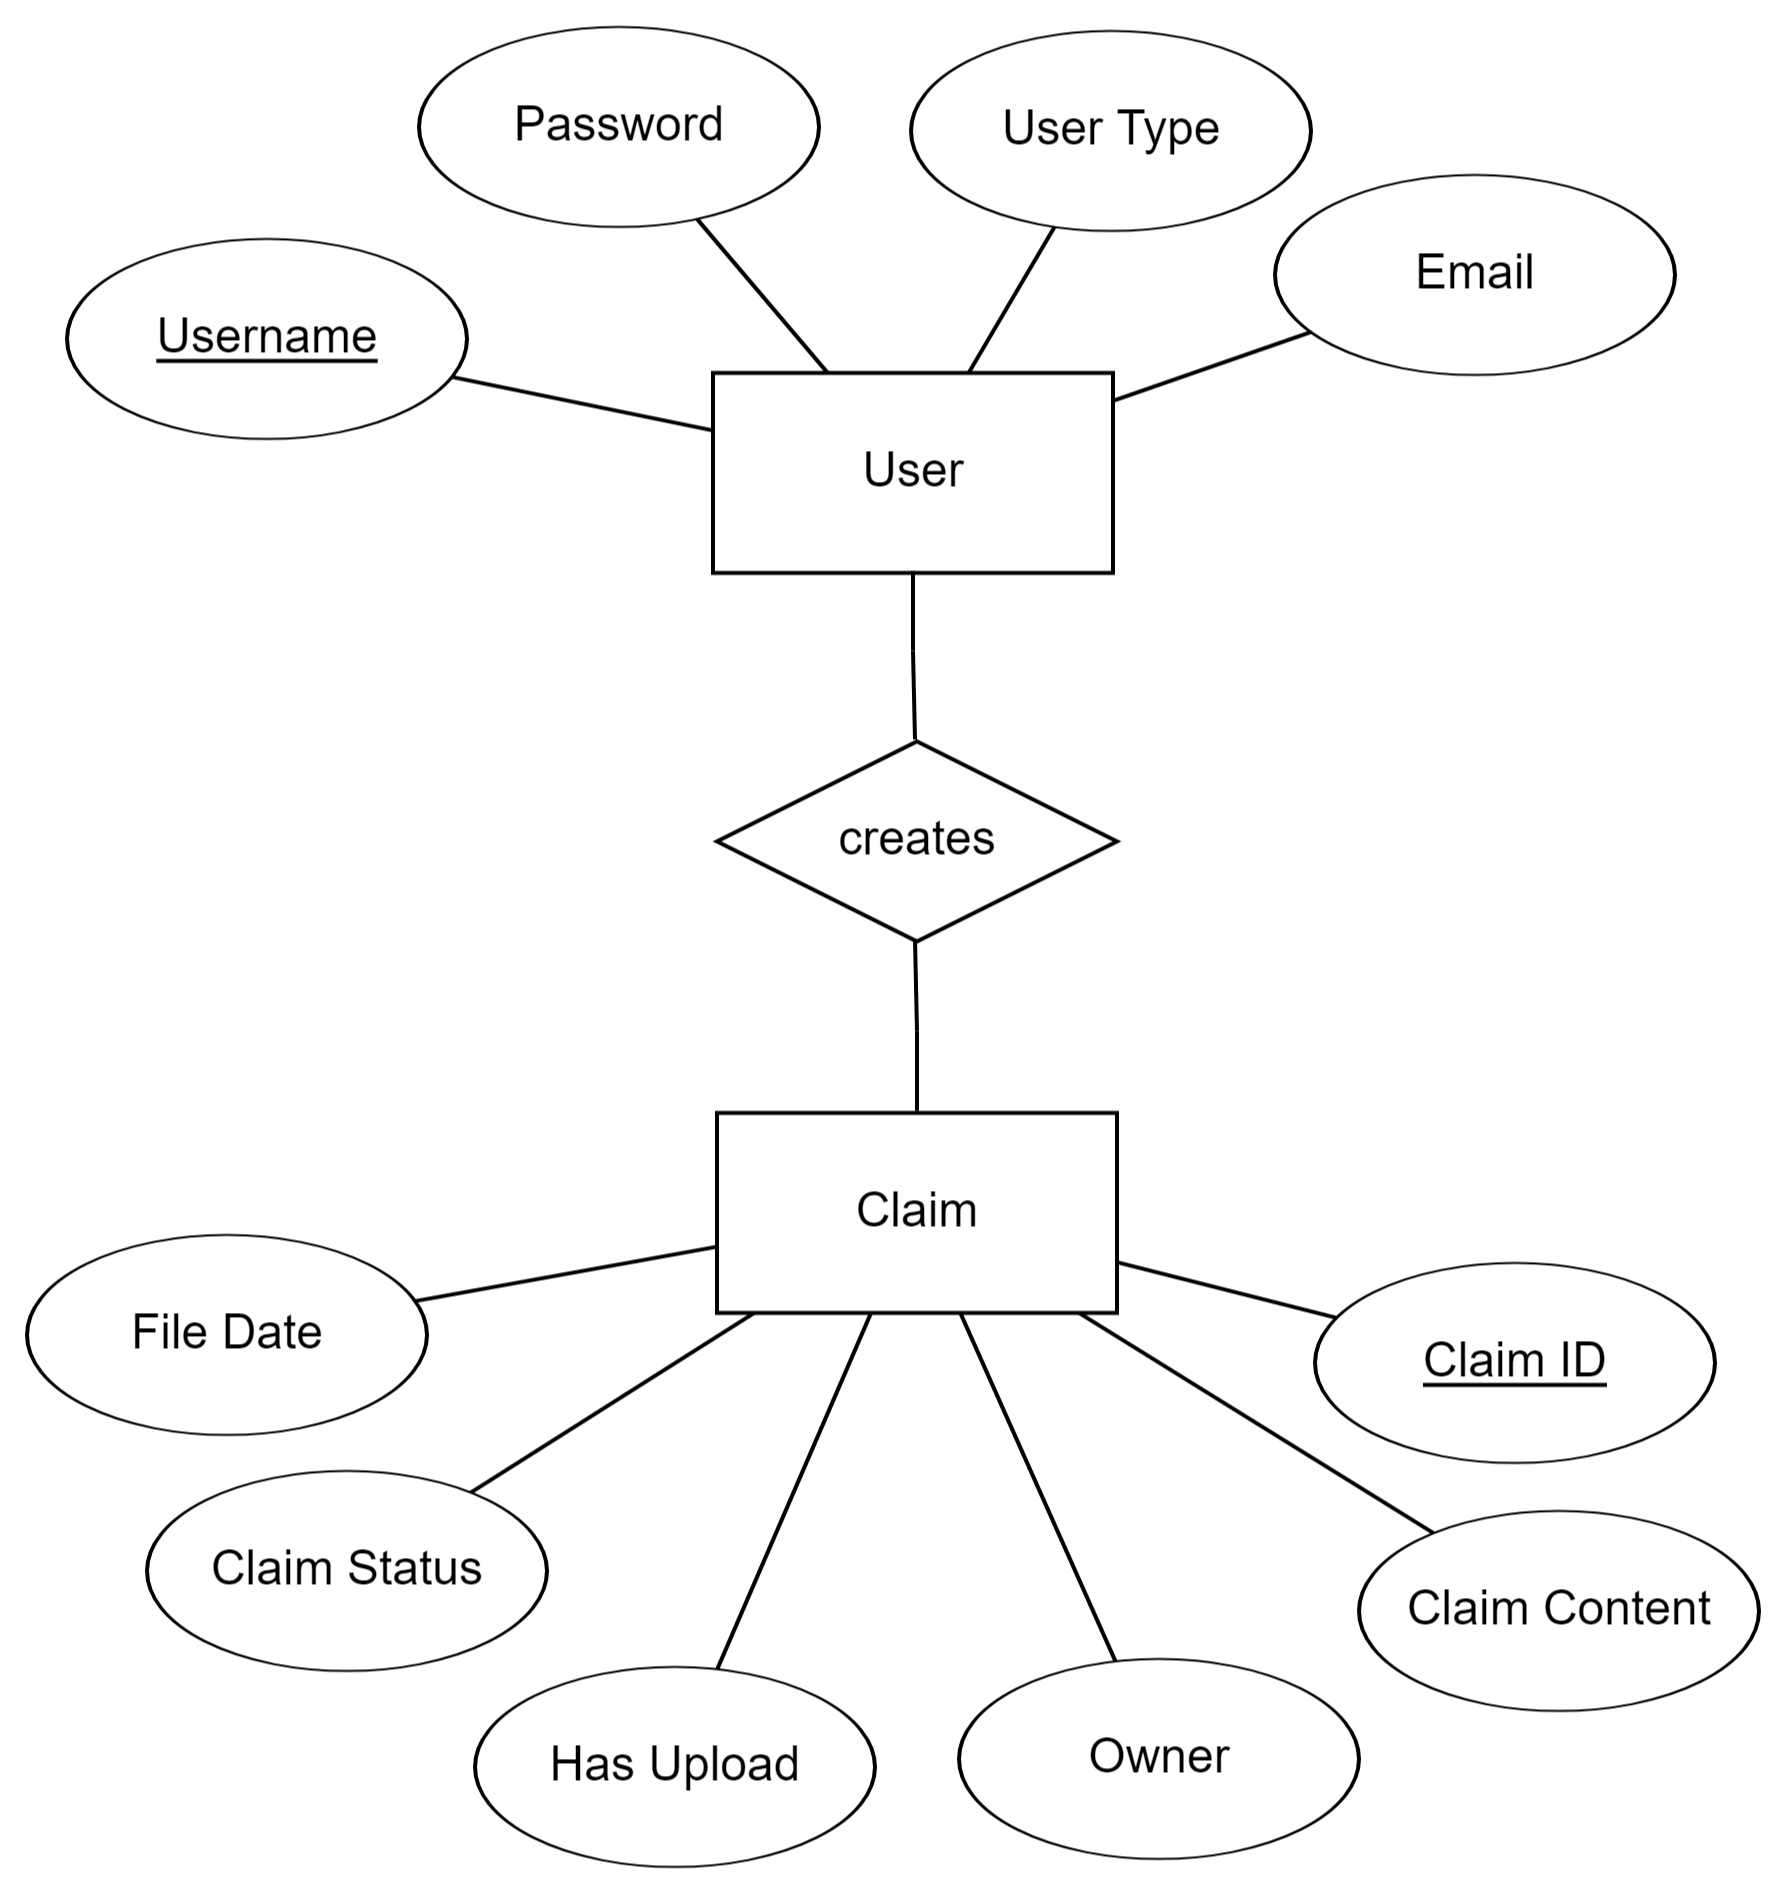 Password
User Type
Email
Username
User
creates
Claim
File Date
Claim ID
Claim Status
Claim Content
Has Upload
Owner